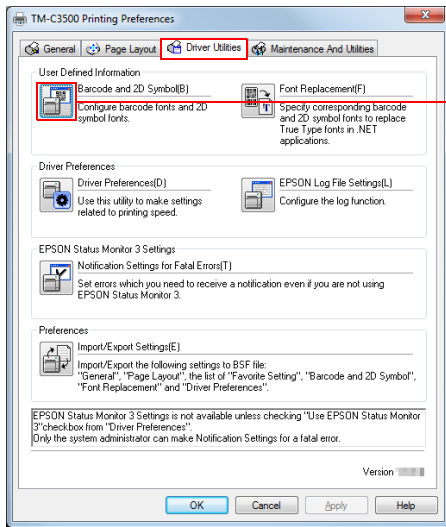 TM-C3500 Printing Preferences
General Page Layout Driver Utilities Maintenance And Utilities
User Defined Information
Barcode and 2D Symbol(B)
Configure barcode fonts and 2D
symbol fonts.
Font Replacement(F)
Specify corresponding barcode
and 2D symbol fonts to replace
True Type fonts in .NET
applications.
Driver Preferences
Driver Preferences(D)
Use this utility to make settings
related to printing speed.
EPSON Log File Settings(L)
Configure the log function.
EPSON Status Monitor 3 Settings
Notification Settings for Fatal Errors(T)
Set errors which you need to receive a notification even if you are not using
EPSON Status Monitor 3.
Preferences
Import/Export Settings(E)
Import/Export the following settings to BSF file:
"General", "Page Layout", the list of "Favorite Setting", "Barcode and 2D Symbol",
"Font Replacement" and "Driver Preferences".
EPSON Status Monitor 3 Settings is not available unless checking "Use EPSON Status Monitor
3"checkbox from "Driver Preferences".
Only the system administrator can make Notification Settings for a fatal error.
Version
OK Cancel Apply Help